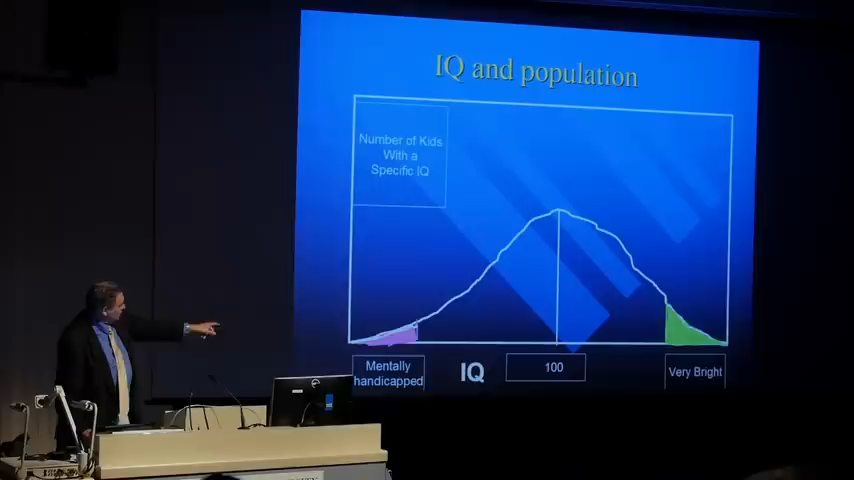 IQ and population
Number of Kids
With a
Specific IQ
Mentally
handicapped
IQ
100
Very Bright